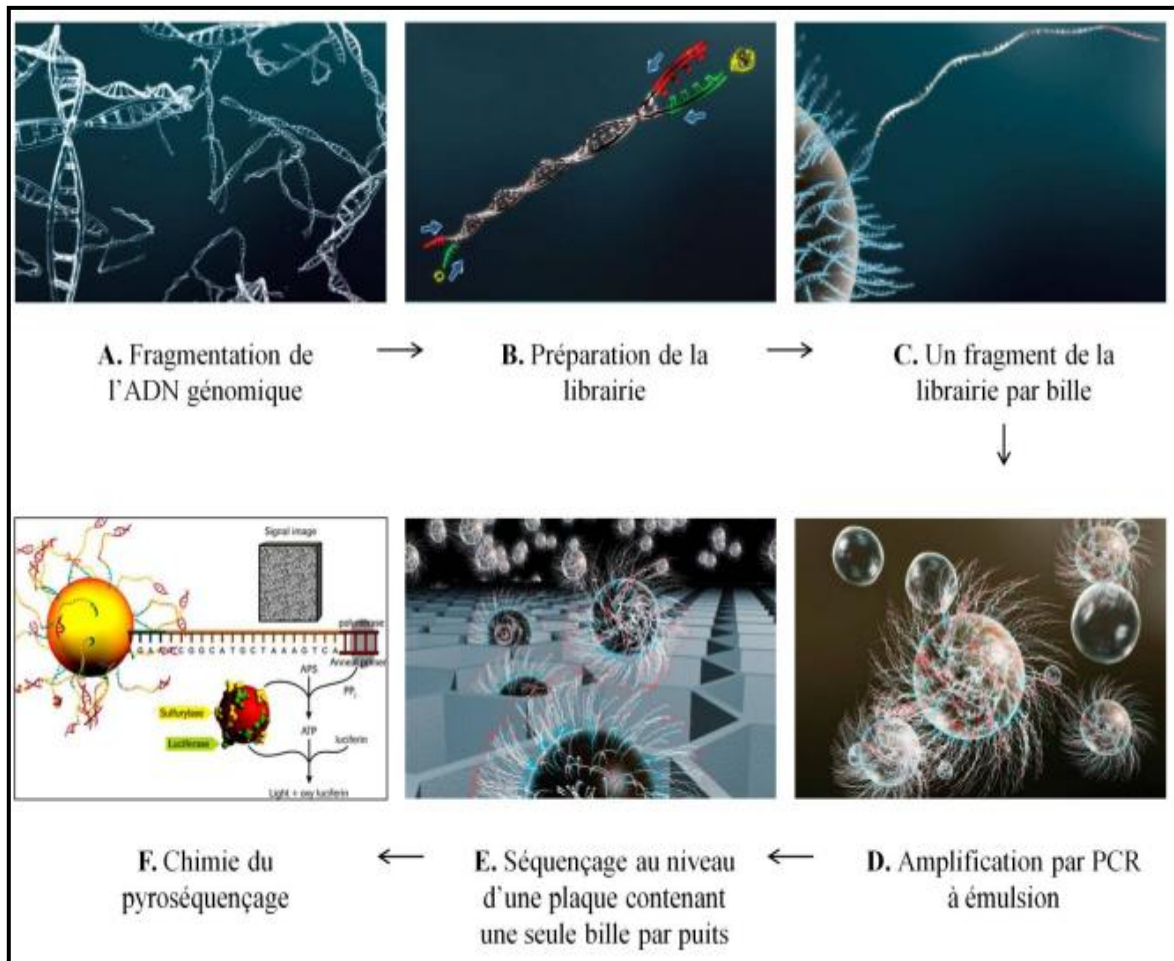 A. Fragmentation de
l'ADN génomique
B. Préparation de la
librairie
C. Un fragment de la
librairie par bille
D. Amplification par PCR
à émulsion
E. Séquençage au niveau
d'une plaque contenant
une seule bille par puits
F. Chimie du
pyroséquençage
Signal image
polymerase
Anneal primer
APS
PPi
Sulfurylase
Luciferase
ATP
luciferin
Light + oxy luciferin